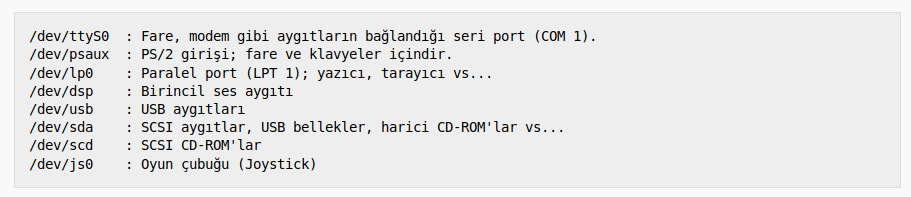 /dev/ttyS0  : Fare, modem gibi aygıtların bağlandığı seri port (COM 1).
/dev/psaux  : PS/2 girişi; fare ve klavyeler içindir.
/dev/lp0    : Paralel port (LPT 1); yazıcı, tarayıcı vs...
/dev/dsp    : Birincil ses aygıtı
/dev/usb    : USB aygıtları
/dev/sda    : SCSI aygıtlar, USB bellekler, harici CD-ROM'lar vs...
/dev/scd    : SCSI CD-ROM'lar
/dev/js0    : Oyun çubuğu (Joystick)